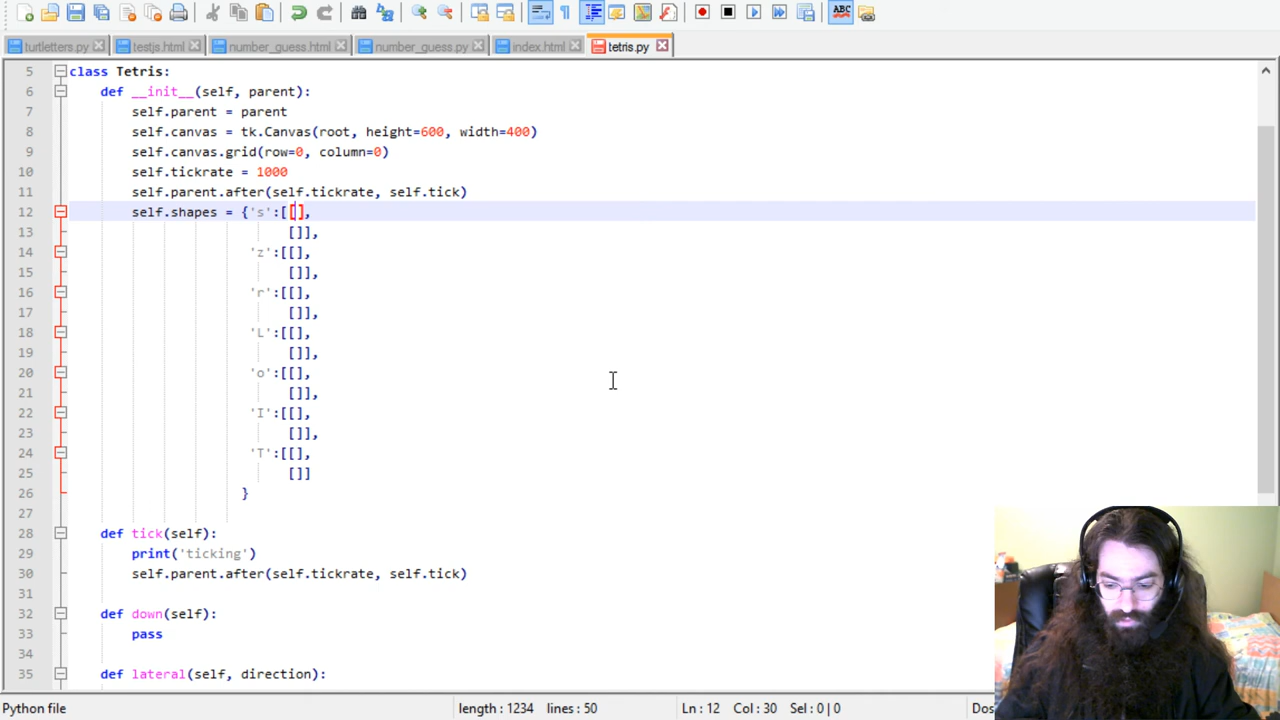 ABC
turtletters.py testjs.html number_guess.html number_guess.py index.html tetris.py
5 class Tetris:
6 def __init__(self, parent):
7 self.parent = parent
8 self.canvas = tk.Canvas(root, height=600, width=400)
9 self.canvas.grid(row=0, column=0)
10 self.tickrate = 1000
11 self.parent.after(self.tickrate, self.tick)
12 self.shapes = {'s':[[],
13 []],
14 'z':[[],
15 []],
16 'r':[[],
17 []],
18 'L':[[],
19 []],
20 'o':[[],
21 []],
22 'I':[[],
23 []],
24 'T':[[],
25 []]
26 }
27
28 def tick(self):
29 print('ticking')
30 self.parent.after(self.tickrate, self.tick)
31
32 def down(self):
33 pass
34
35 def lateral(self, direction):
Python file length : 1234 lines : 50 Ln : 12 Col : 30 Sel : 0 | 0 Dos